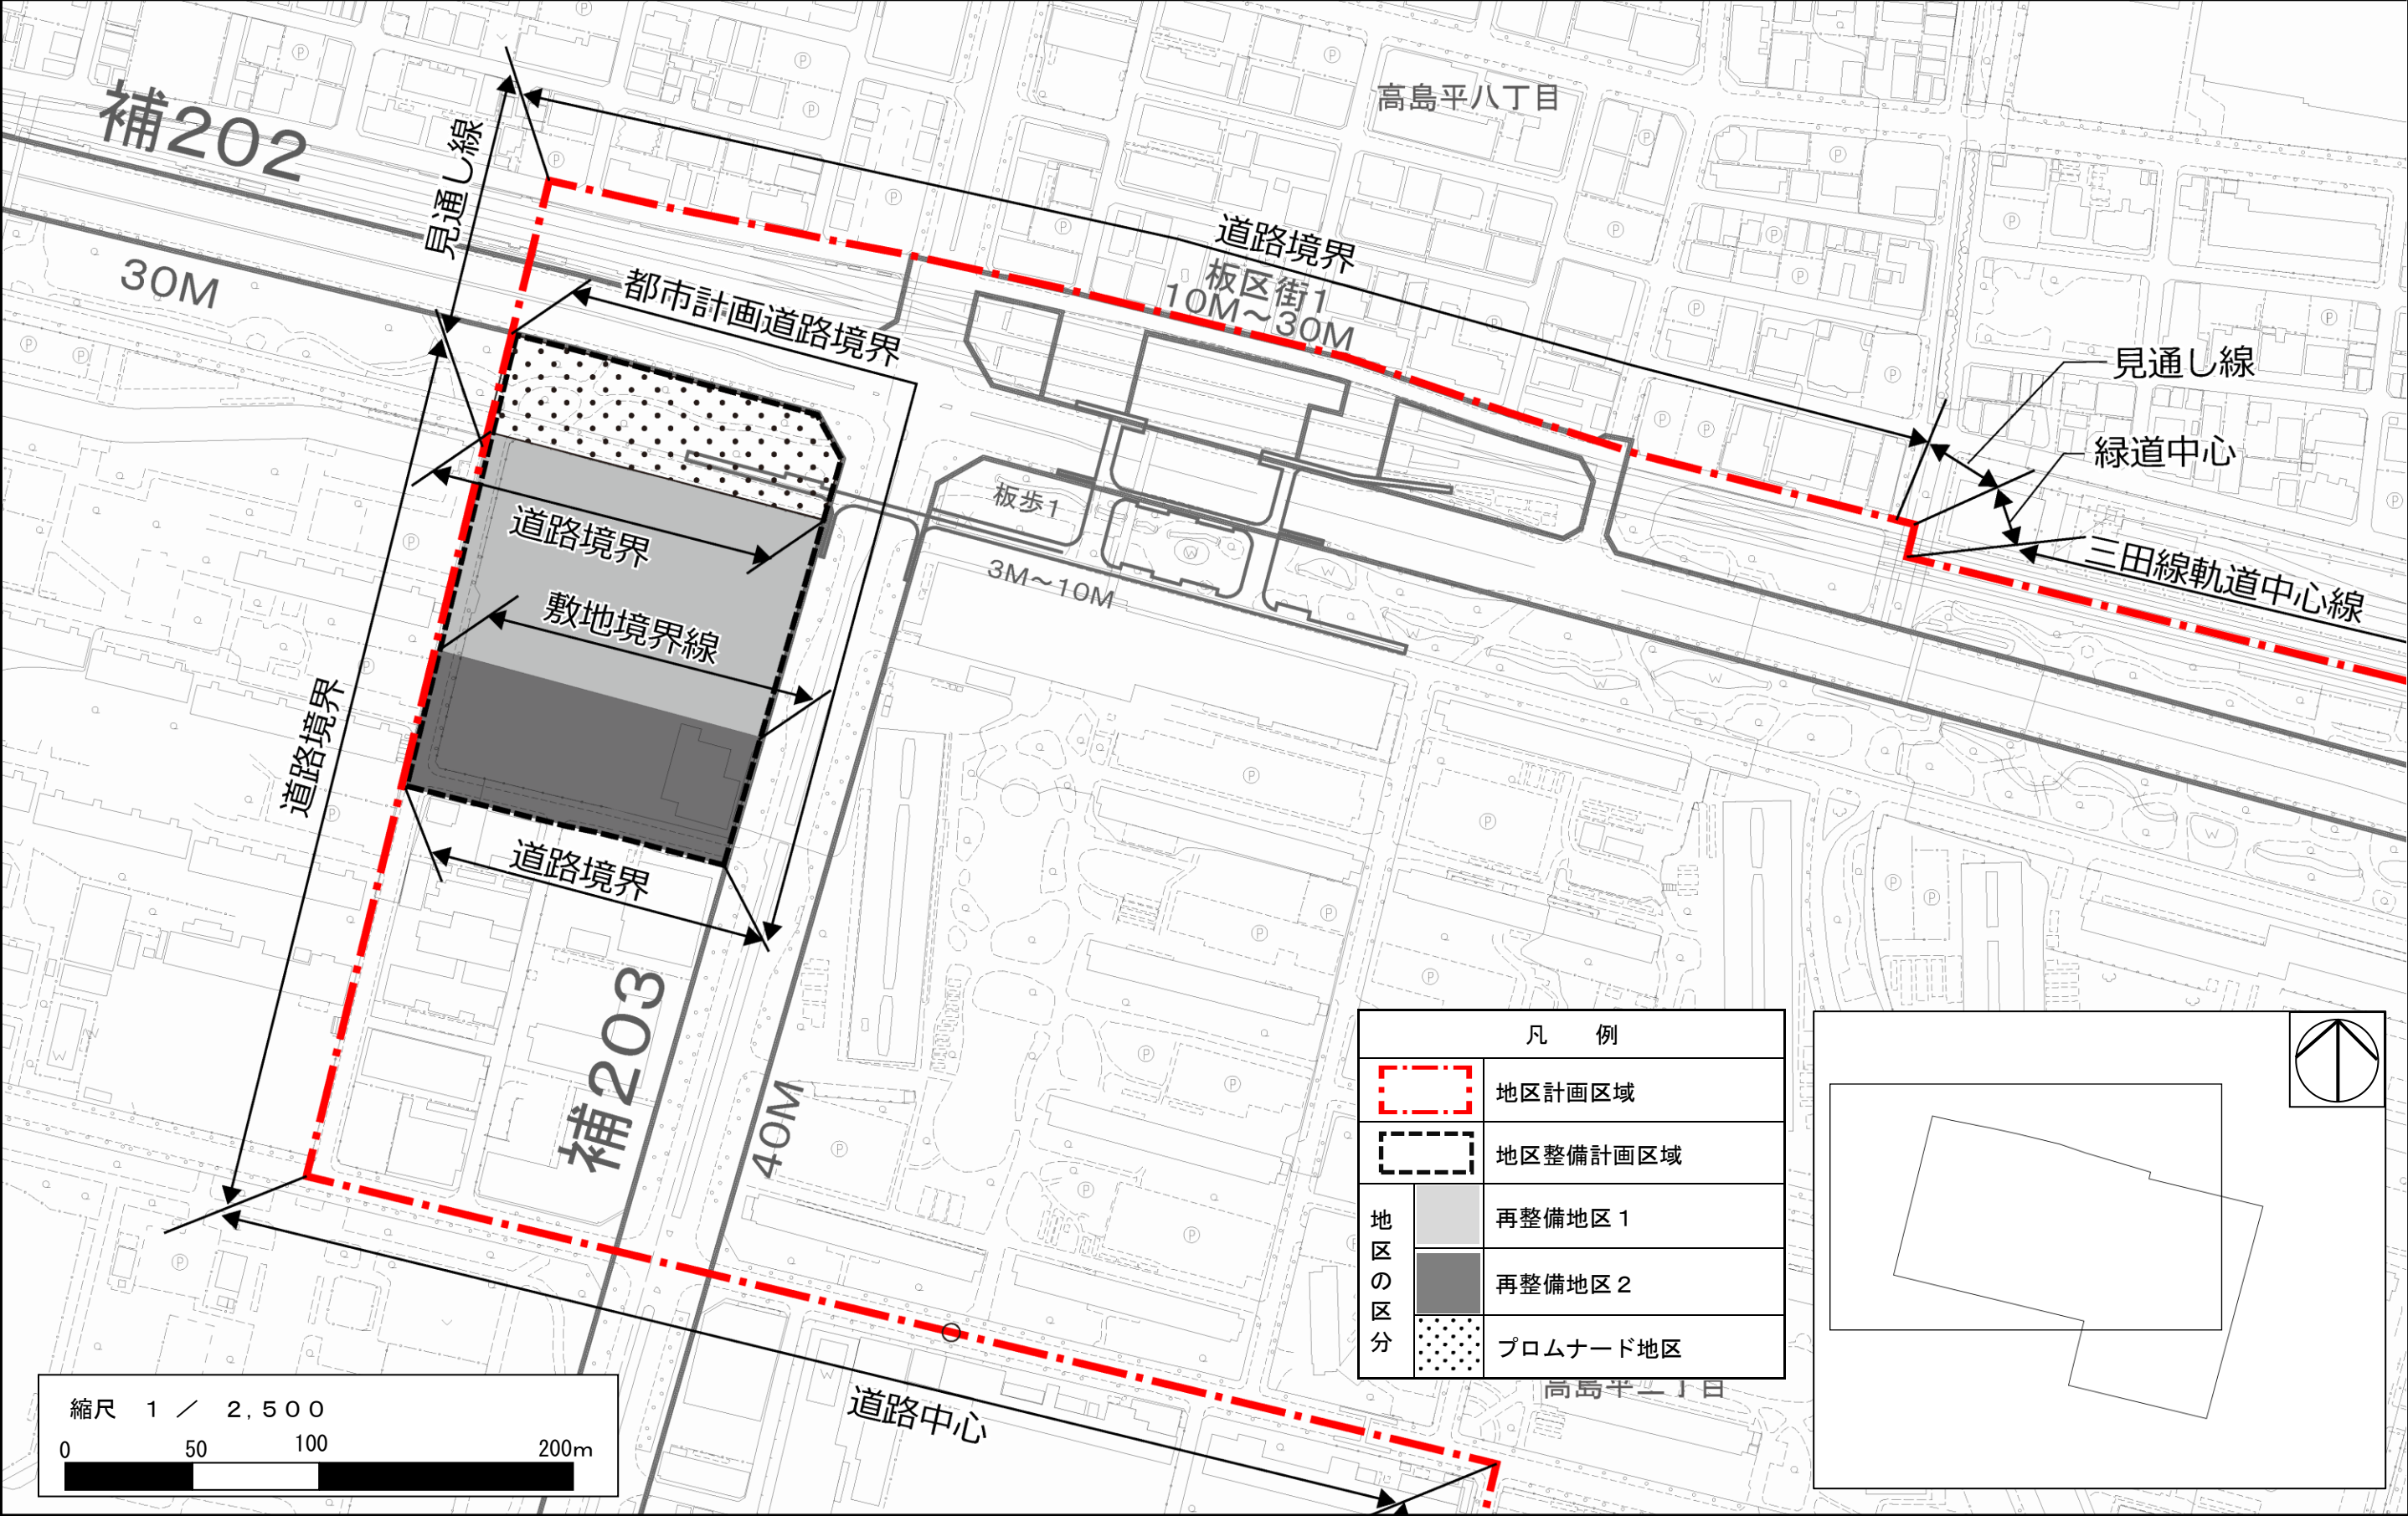 高島平八丁目
補202
見通し線
道路境界
板区街1
10M～30M
30M
都市計画道路境界
見通し線
緑道中心
板歩1
道路境界
三田線軌道中心線
3M～10M
敷地境界線
道路境界
道路境界
補203
40M
凡　例
地区計画区域
地区整備計画区域
地区の区分
再整備地区１
再整備地区２
プロムナード地区
道路中心
縮尺　１　／　２,５００
0 50 100 200m